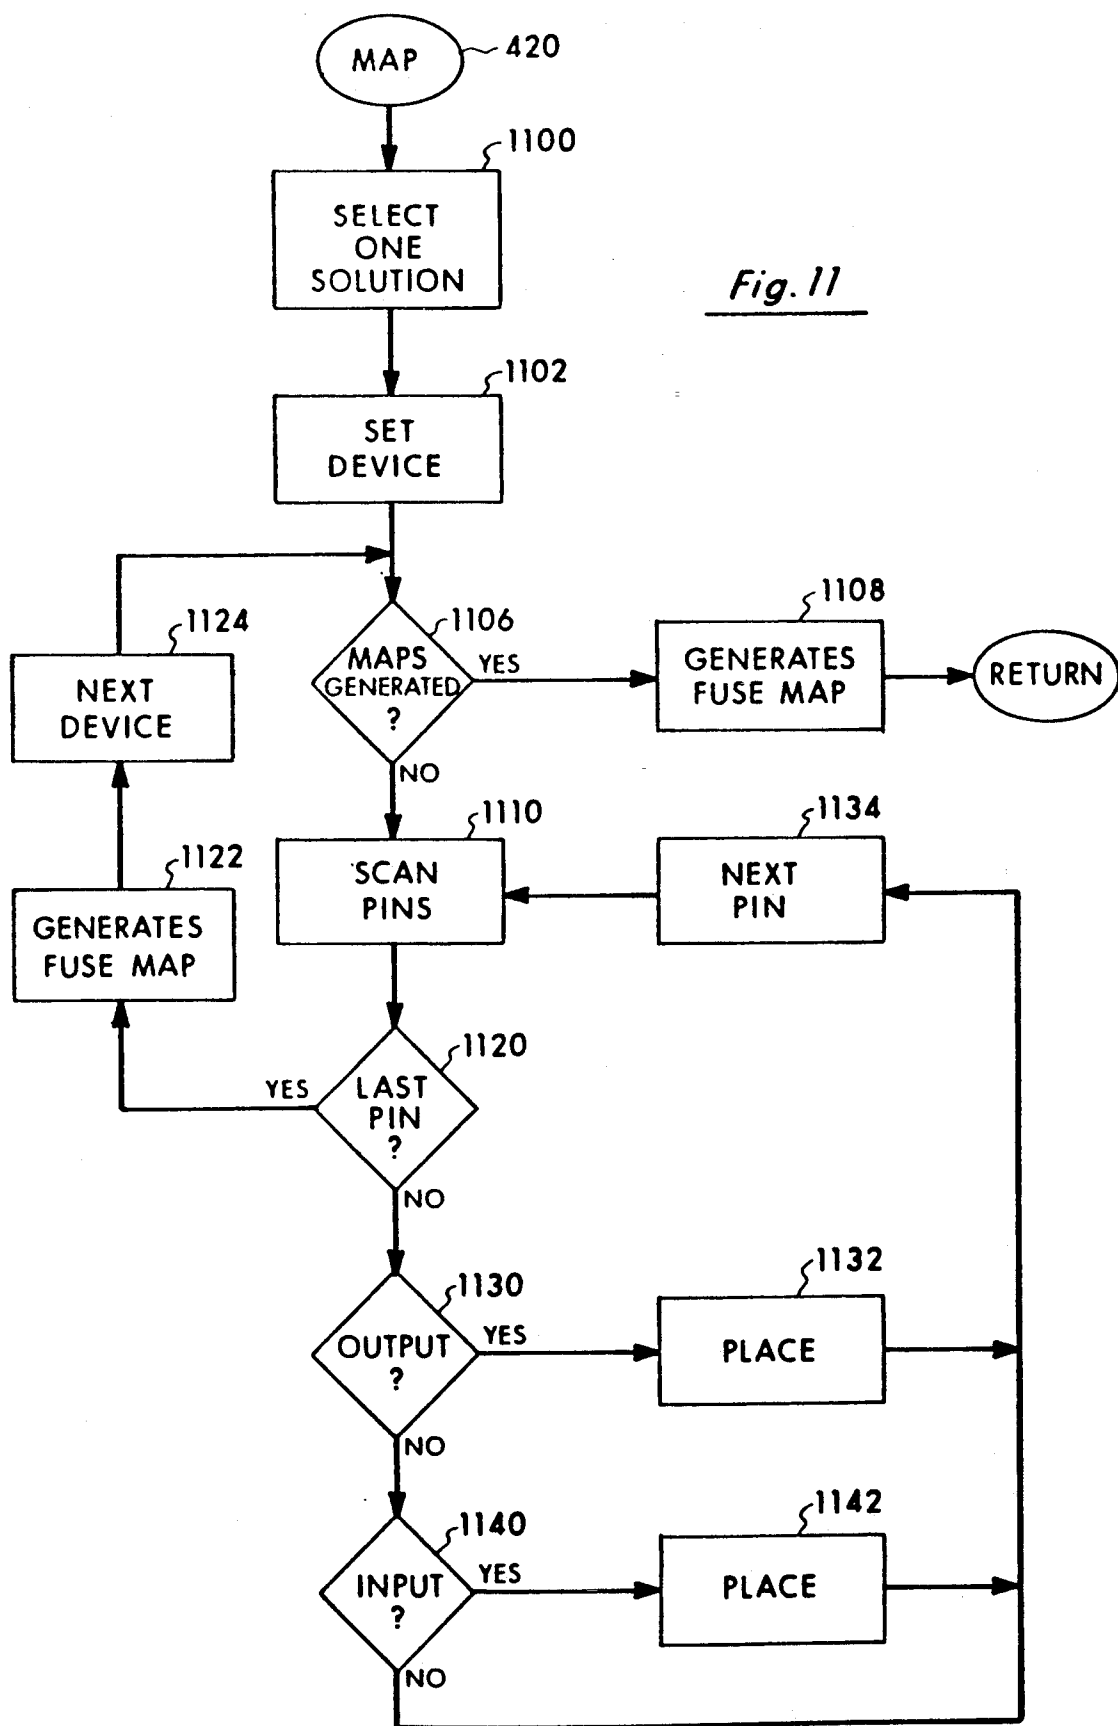 MAP
420
1100
SELECT
ONE
SOLUTION
Fig. 11
1102
SET
DEVICE
1124
NEXT
DEVICE
1106
MAPS
GENERATED
?
YES
NO
1108
GENERATES
FUSE MAP
RETURN
1110
SCAN
PINS
1134
NEXT
PIN
1122
GENERATES
FUSE MAP
1120
LAST
PIN
?
YES
NO
1130
OUTPUT
?
YES
NO
1132
PLACE
1140
INPUT
?
YES
NO
1142
PLACE